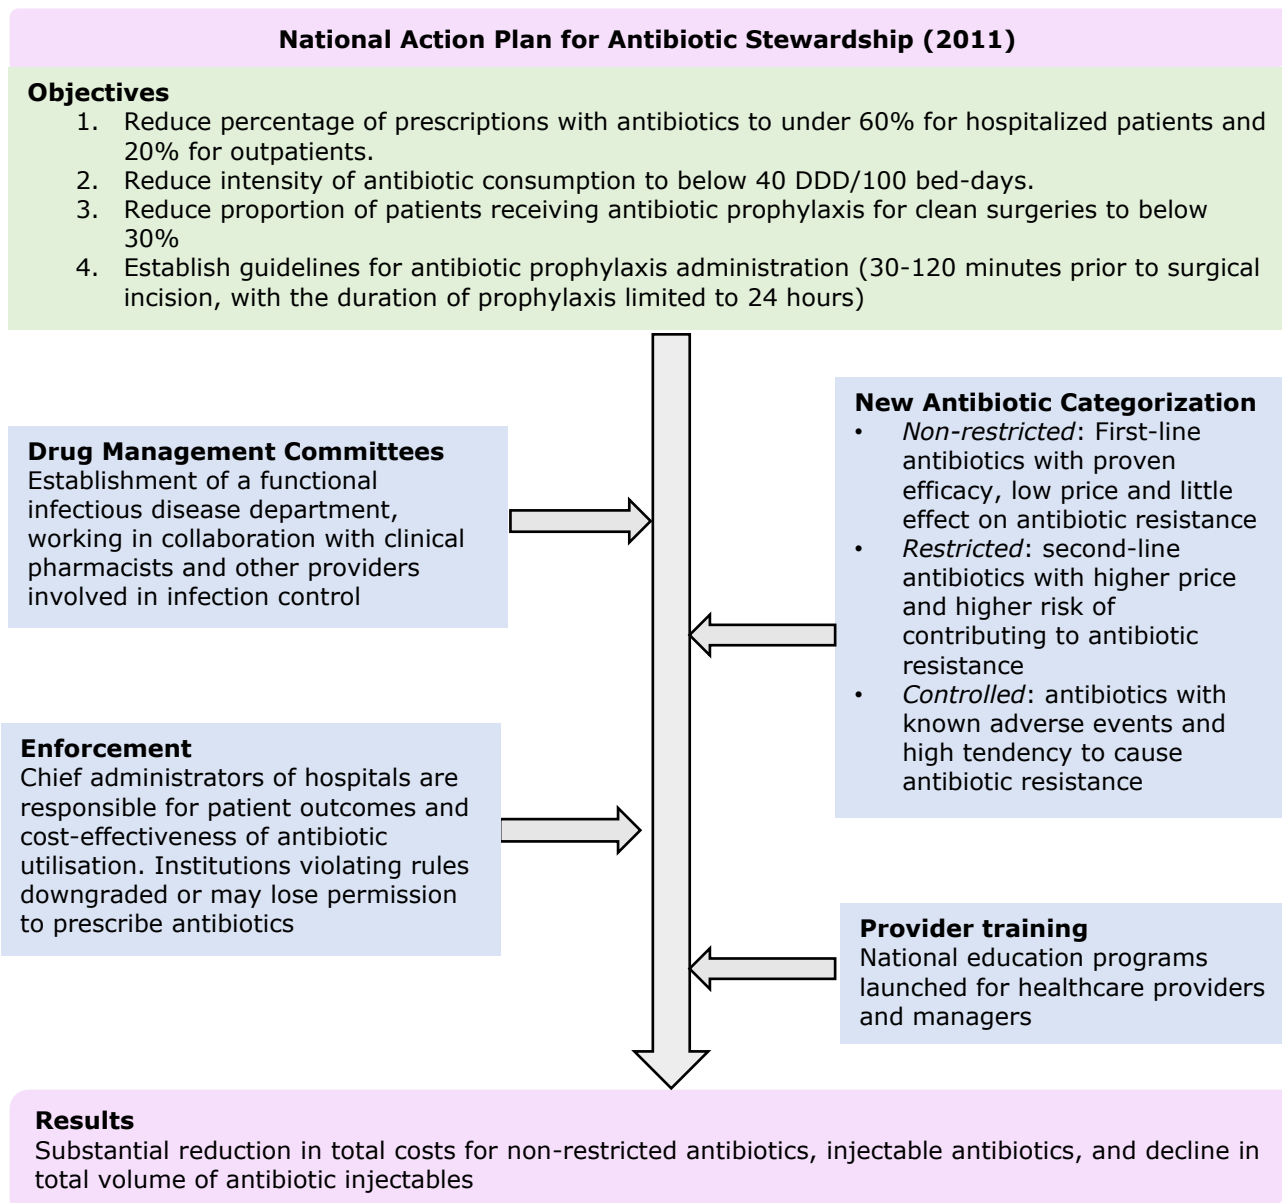 National Action Plan for Antibiotic Stewardship (2011)
Objectives
1. Reduce percentage of prescriptions with antibiotics to under 60% for hospitalized patients and
20% for outpatients.
2. Reduce intensity of antibiotic consumption to below 40 DDD/100 bed-days.
3. Reduce proportion of patients receiving antibiotic prophylaxis for clean surgeries to below
30%
4. Establish guidelines for antibiotic prophylaxis administration (30-120 minutes prior to surgical
incision, with the duration of prophylaxis limited to 24 hours)
Drug Management Committees
Establishment of a functional
infectious disease department,
working in collaboration with clinical
pharmacists and other providers
involved in infection control
New Antibiotic Categorization
• Non-restricted: First-line
antibiotics with proven
efficacy, low price and little
effect on antibiotic resistance
• Restricted: second-line
antibiotics with higher price
and higher risk of
contributing to antibiotic
resistance
• Controlled: antibiotics with
known adverse events and
high tendency to cause
antibiotic resistance
Enforcement
Chief administrators of hospitals are
responsible for patient outcomes and
cost-effectiveness of antibiotic
utilisation. Institutions violating rules
downgraded or may lose permission
to prescribe antibiotics
Provider training
National education programs
launched for healthcare providers
and managers
Results
Substantial reduction in total costs for non-restricted antibiotics, injectable antibiotics, and decline in
total volume of antibiotic injectables